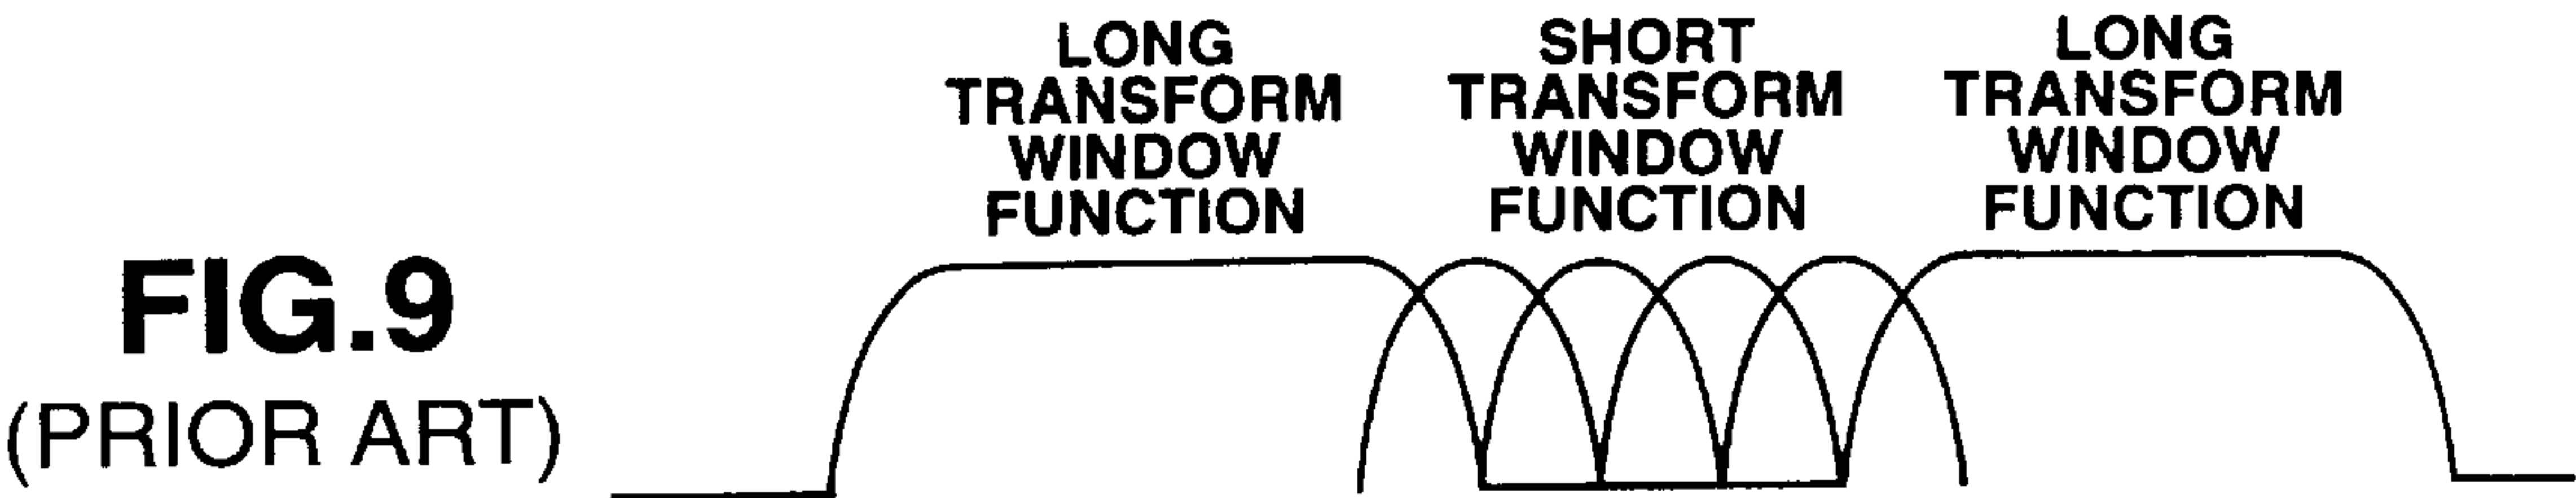 LONG
TRANSFORM
WINDOW
FUNCTION
SHORT
TRANSFORM
WINDOW
FUNCTION
LONG
TRANSFORM
WINDOW
FUNCTION
FIG.9
(PRIOR ART)